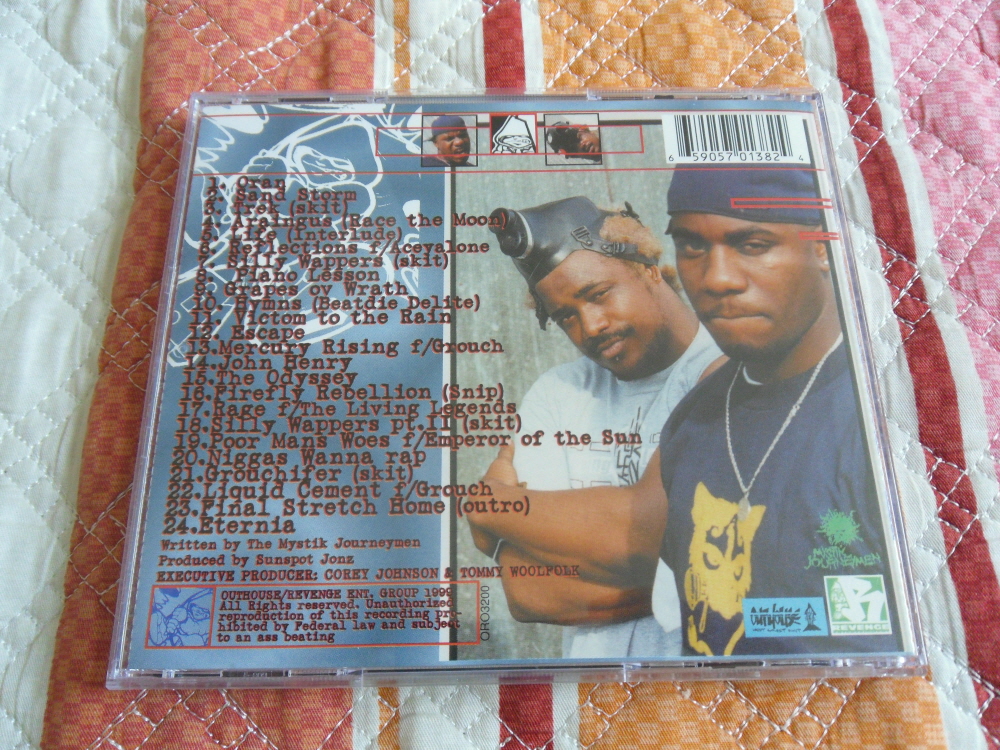 6 59057 01382 4
1. Oran
2. Sand Storm
3. Trek (skit)
4. Araingus (Race the Moon)
5. Life (Interlude)
6. Reflections f/Aceyalone
7. Silly Wappers (skit)
8. Piano Lesson
9. Grapes ov Wrath
10. Hymns (Beatdie Delite)
11. Victom to the Rain
12. Escape
13.Mercury Rising f/Grouch
14.John Henry
15.The Odyssey
16.Firefly Rebellion (Snip)
17.Rage f/The Living Legends
18.Silly Wappers pt.II (skit)
19.Poor Mans Woes f/Emperor of the Sun
20.Niggas Wanna rap
21.Grouchifer (skit)
22.Liquid Cement f/Grouch
23.Final Stretch Home (outro)
24.Eternia
Written by The Mystik Journeymen
Produced by Sunspot Jonz
EXECUTIVE PRODUCER: COREY JOHNSON & TOMMY WOOLFOLK
OUTHOUSE/REVENGE ENT. GROUP 1999
All Rights reserved. Unauthorized
reproduction of this recording pro
hibited by Federal law and subject
to an ass beating
ORO3200
MYSTIK
JOURNEYMEN
OUTHOUSE
REVENGE